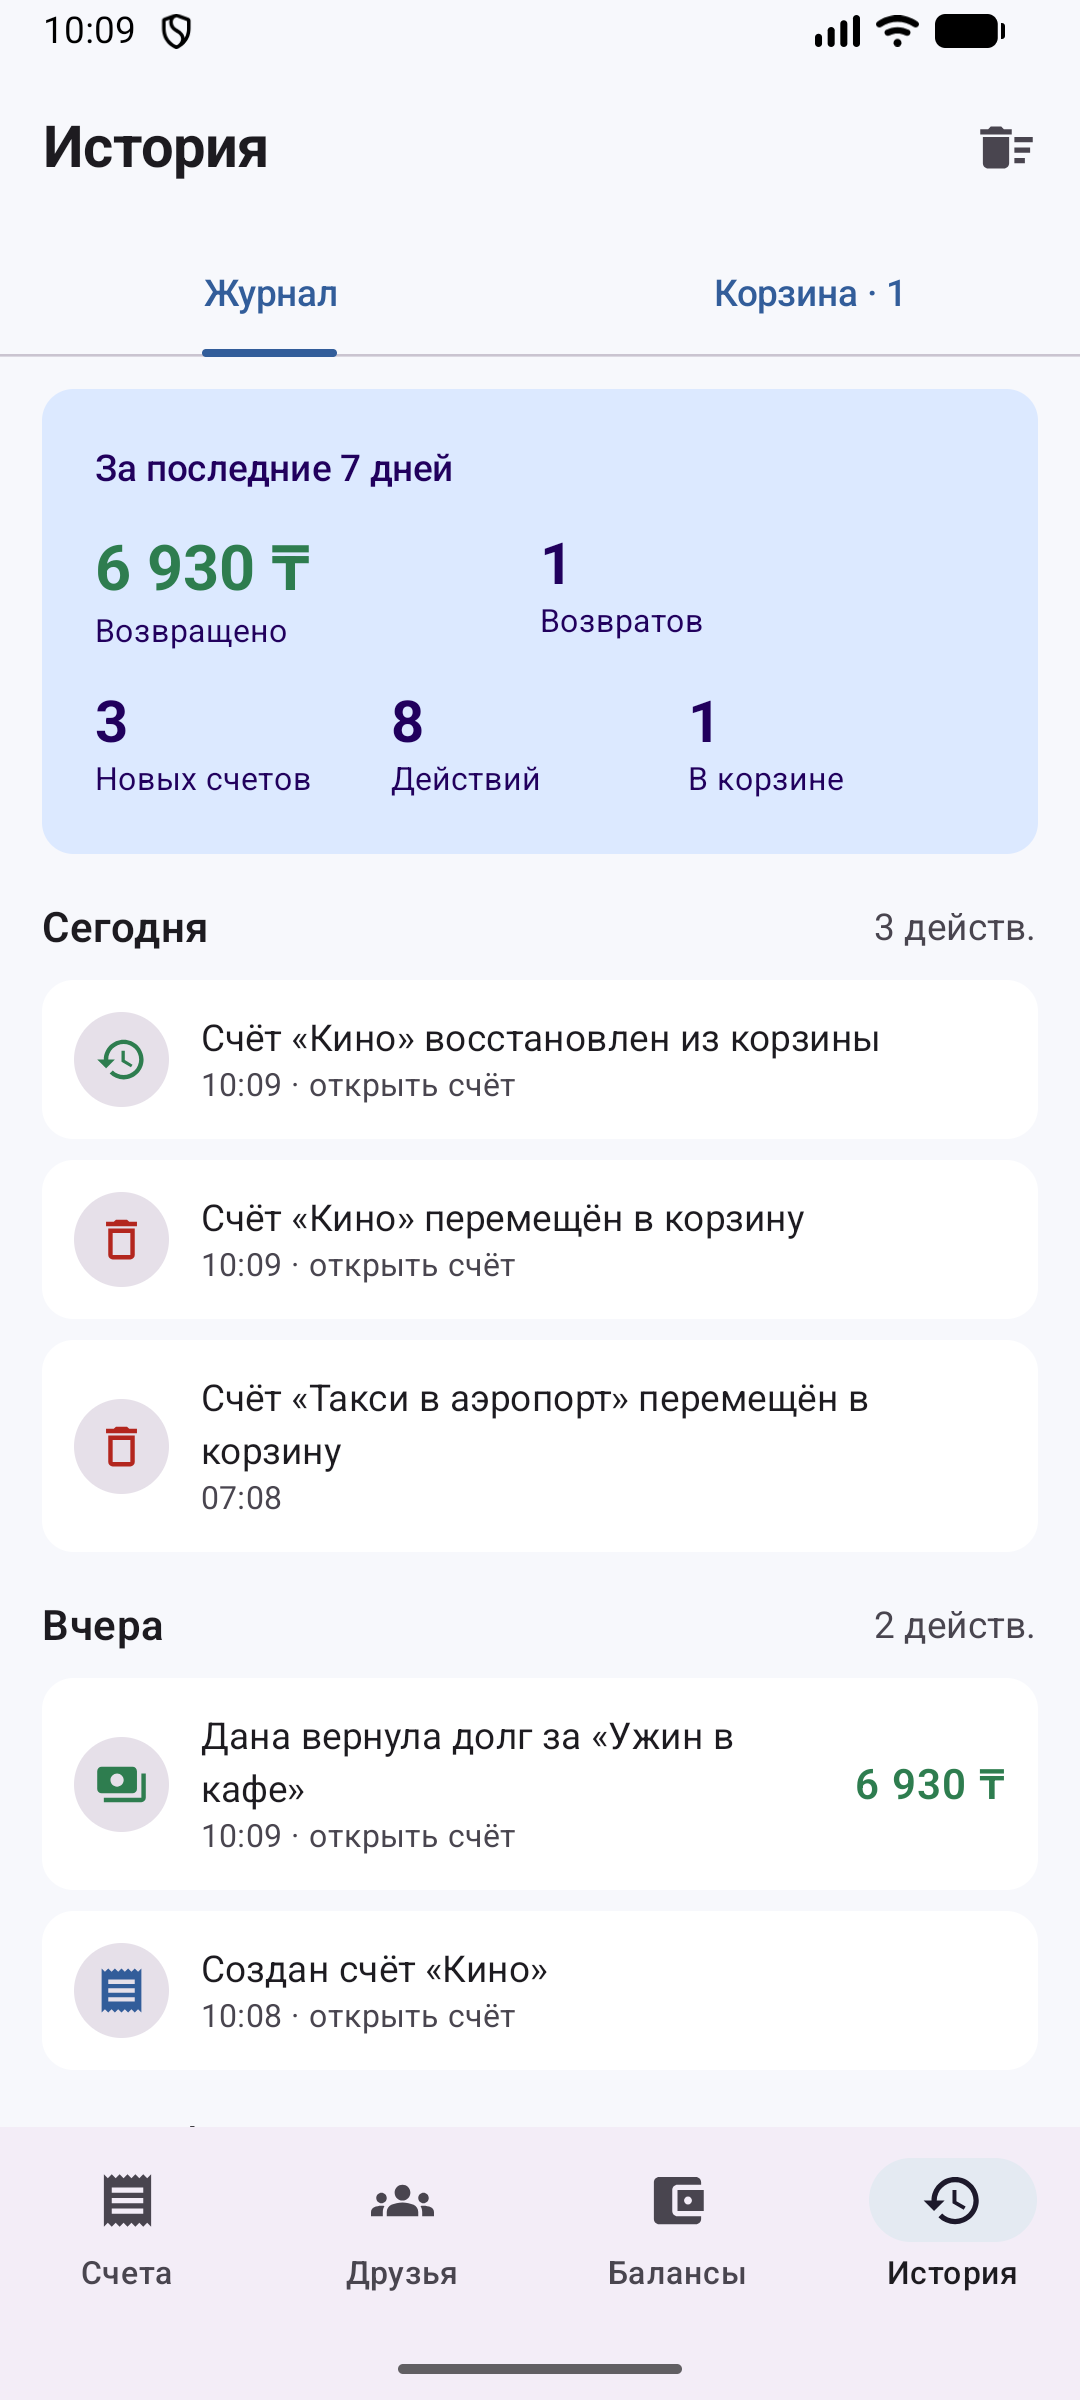 10:09
История
Журнал
Корзина · 1
За последние 7 дней
6 930 ₸
Возвращено
1
Возвратов
3
Новых счетов
8
Действий
1
В корзине
Сегодня
3 действ.
Счёт «Кино» восстановлен из корзины
10:09 · открыть счёт
Счёт «Кино» перемещён в корзину
10:09 · открыть счёт
Счёт «Такси в аэропорт» перемещён в
корзину
07:08
Вчера
2 действ.
Дана вернула долг за «Ужин в
кафе»
10:09 · открыть счёт
6 930 ₸
Создан счёт «Кино»
10:08 · открыть счёт
Счета
Друзья
Балансы
История